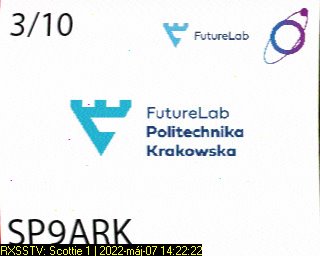 3/10
FutureLab
FutureLab
Politechnika
Krakowska
SP9ARK
RXSSTV: Scottie 1 | 2022-máj-07 14:22:22